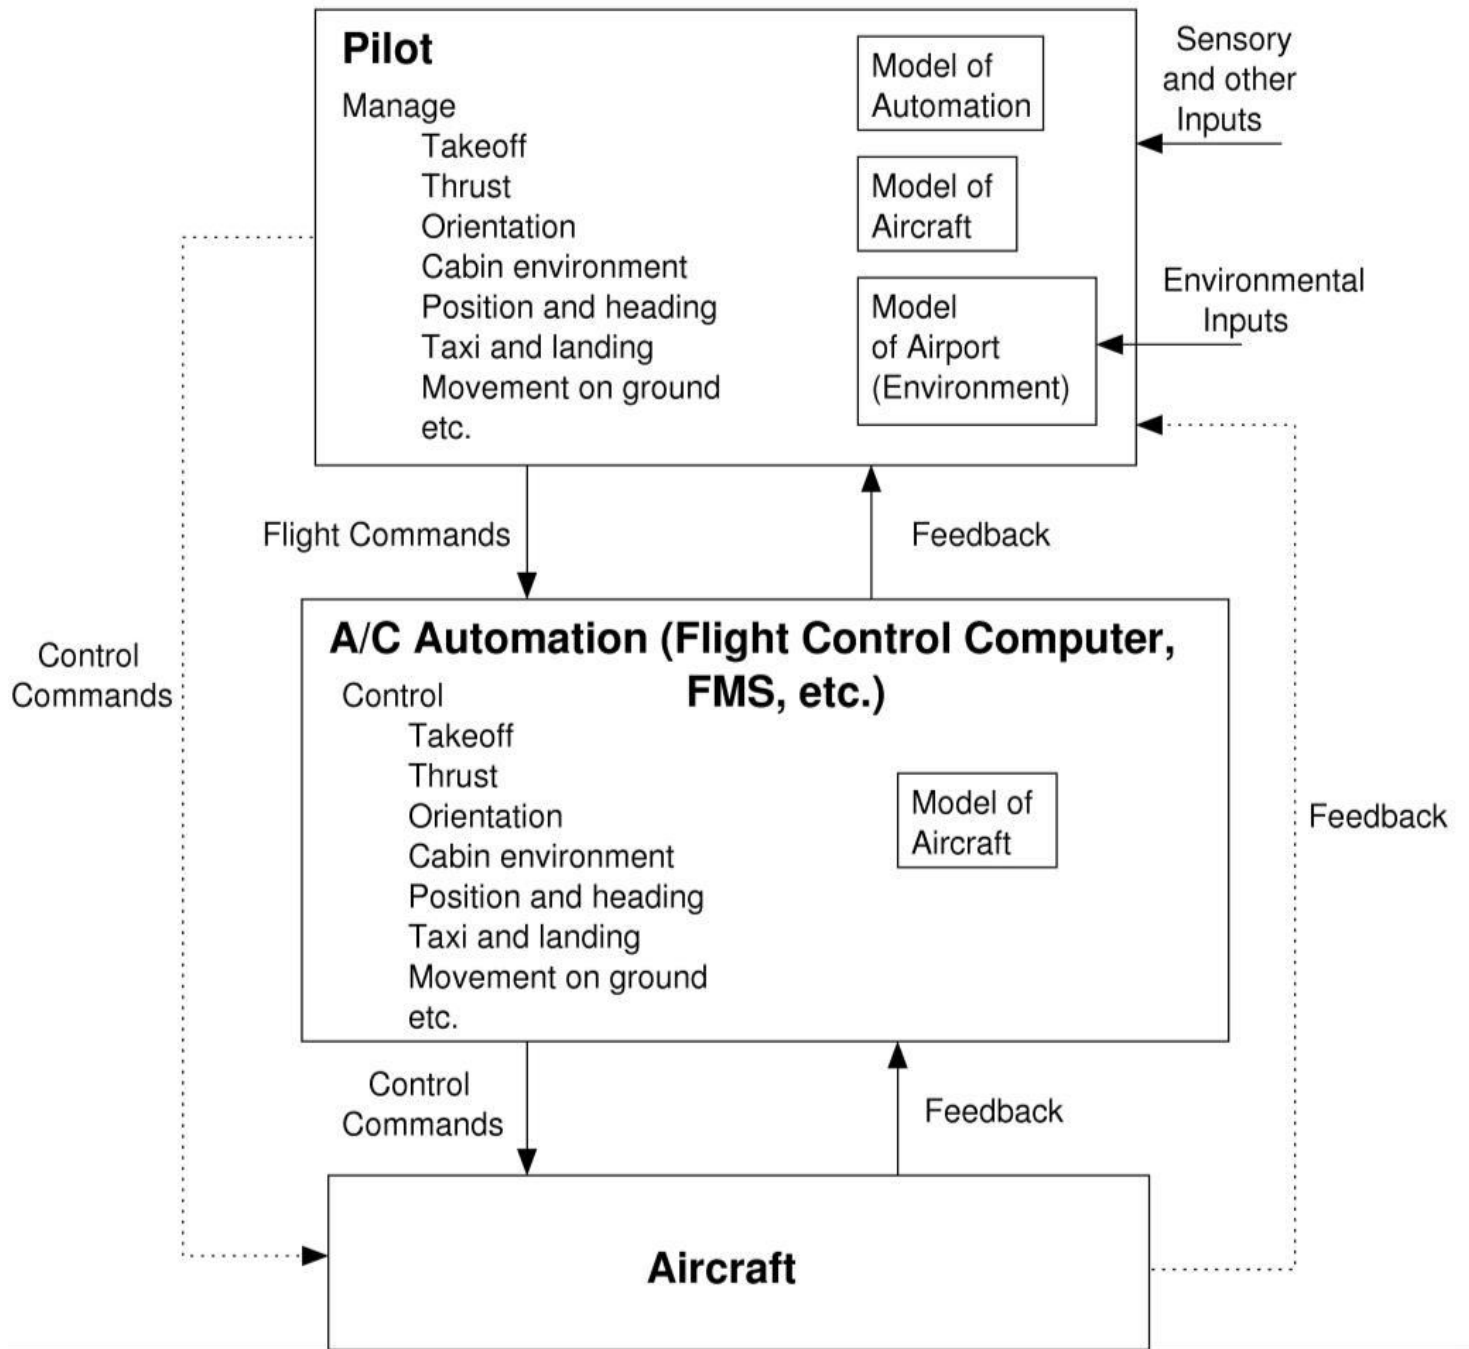 Pilot
Manage
Takeoff
Thrust
Orientation
Cabin environment
Position and heading
Taxi and landing
Movement on ground
etc.
Model of
Automation
Model of
Aircraft
Model
of Airport
(Environment)
Sensory
and other
Inputs
Environmental
Inputs
Flight Commands
Feedback
Control
Commands
A/C Automation (Flight Control Computer,
FMS, etc.)
Control
Takeoff
Thrust
Orientation
Cabin environment
Position and heading
Taxi and landing
Movement on ground
etc.
Model of
Aircraft
Feedback
Control
Commands
Feedback
Aircraft